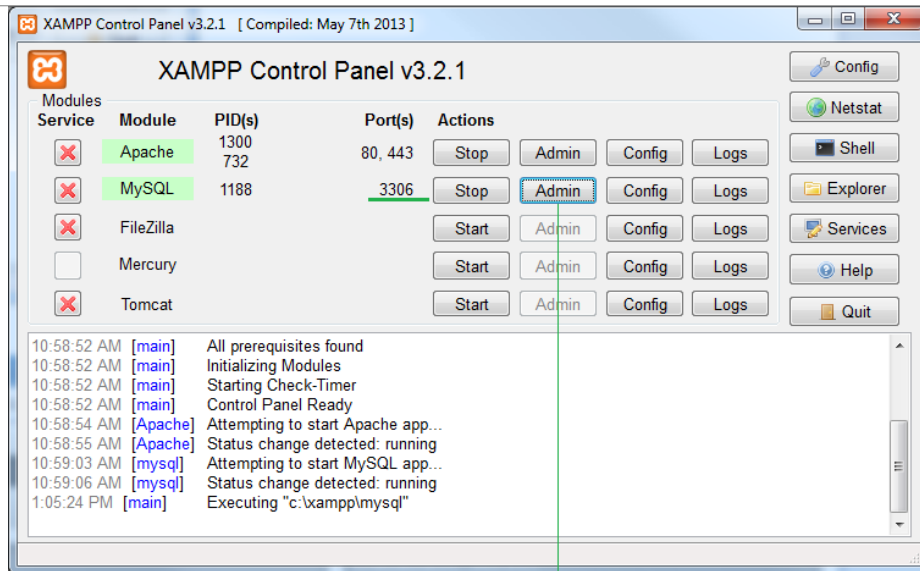 XAMPP Control Panel v3.2.1 [ Compiled: May 7th 2013 ]
XAMPP Control Panel v3.2.1
Config
Modules
Service Module PID(s) Port(s) Actions
Netstat
Apache 1300 732 80, 443 Stop Admin Config Logs
Shell
MySQL 1188 3306 Stop Admin Config Logs
Explorer
FileZilla Start Admin Config Logs
Services
Mercury Start Admin Config Logs
Help
Tomcat Start Admin Config Logs
Quit
10:58:52 AM [main] All prerequisites found
10:58:52 AM [main] Initializing Modules
10:58:52 AM [main] Starting Check-Timer
10:58:52 AM [main] Control Panel Ready
10:58:54 AM [Apache] Attempting to start Apache app...
10:58:55 AM [Apache] Status change detected: running
10:59:03 AM [mysql] Attempting to start MySQL app...
10:59:06 AM [mysql] Status change detected: running
1:05:24 PM [main] Executing "c:\xampp\mysql"